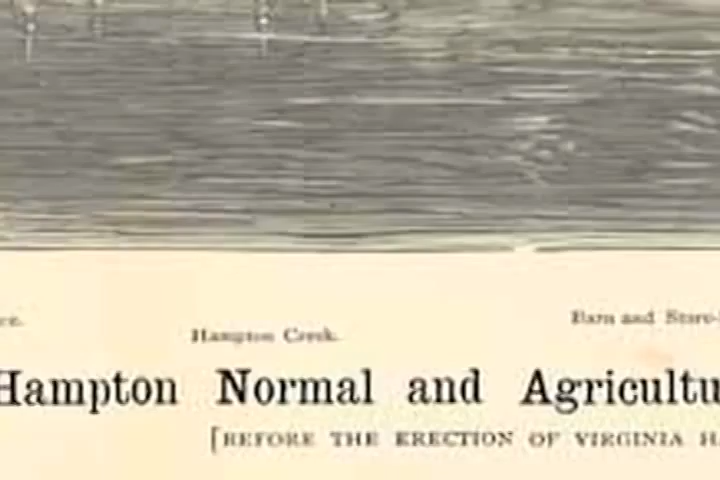 Barn and Store-
Hampton Creek.
Hampton Normal and Agricultu
[BEFORE THE ERECTION OF VIRGINIA H